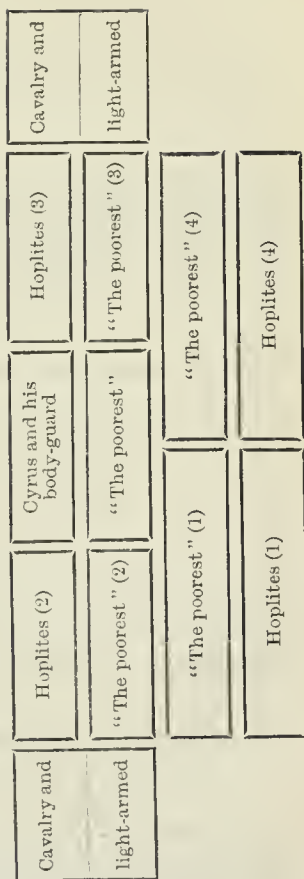 Cavalry and
light-armed
Hoplites (2)
Cyrus and his
body-guard
Hoplites (3)
Cavalry and
light-armed
“The poorest” (2)
“The poorest”
“The poorest” (3)
“The poorest” (1)
“The poorest” (4)
Hoplites (1)
Hoplites (4)